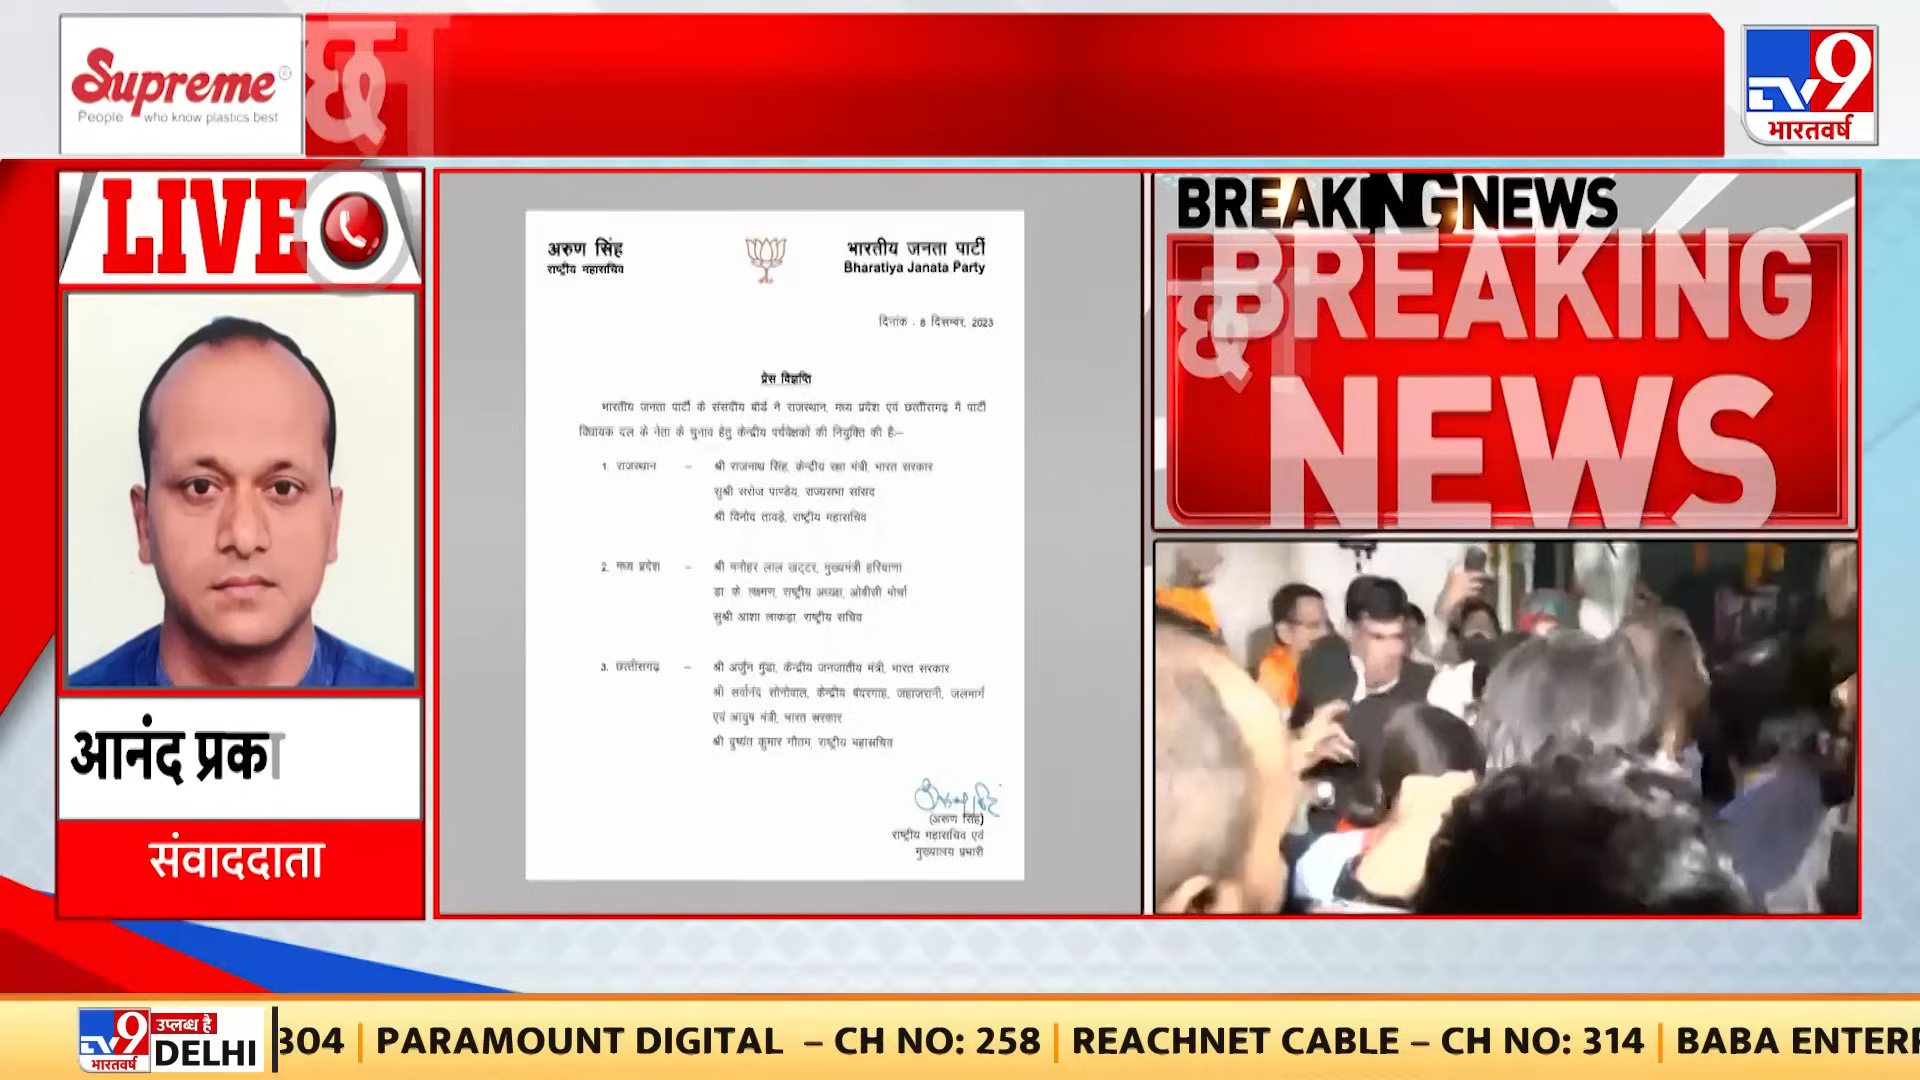 Supreme
People who know plastics best
छ
TV9
भारतवर्ष
LIVE
आनंद प्रका
संवाददाता
अरुण सिंह
राष्ट्रीय महासचिव
भारतीय जनता पार्टी
Bharatiya Janata Party
दिनांक : 8 दिसम्बर, 2023
प्रेस विज्ञप्ति
भारतीय जनता पार्टी के संसदीय बोर्ड ने राजस्थान, मध्य प्रदेश एवं छत्तीसगढ़ में पार्टी
विधायक दल के नेता के चुनाव हेतु केन्द्रीय पर्यवेक्षकों की नियुक्ति की है:–
1. राजस्थान – श्री राजनाथ सिंह, केन्द्रीय रक्षा मंत्री, भारत सरकार
सुश्री सरोज पाण्डेय, राज्यसभा सांसद
श्री विनोद तावड़े, राष्ट्रीय महासचिव
2. मध्य प्रदेश – श्री मनोहर लाल खट्टर, मुख्यमंत्री हरियाणा
डा. के. लक्ष्मण, राष्ट्रीय अध्यक्ष, ओबीसी मोर्चा
सुश्री आशा लाकड़ा, राष्ट्रीय सचिव
3. छत्तीसगढ़ – श्री अर्जुन मुंडा, केन्द्रीय जनजातीय मंत्री, भारत सरकार
श्री सर्बानंद सोनोवाल, केन्द्रीय बंदरगाह, जहाजरानी, जलमार्ग
एवं आयुष मंत्री, भारत सरकार
श्री दुष्यंत कुमार गौतम, राष्ट्रीय महासचिव
(अरूण सिंह)
राष्ट्रीय महासचिव एवं
मुख्यालय प्रभारी
BREAKING NEWS
BREAKING
छ
NEWS
TV9
भारतवर्ष
उपलब्ध है
DELHI
304 | PARAMOUNT DIGITAL – CH NO: 258 | REACHNET CABLE – CH NO: 314 | BABA ENTER